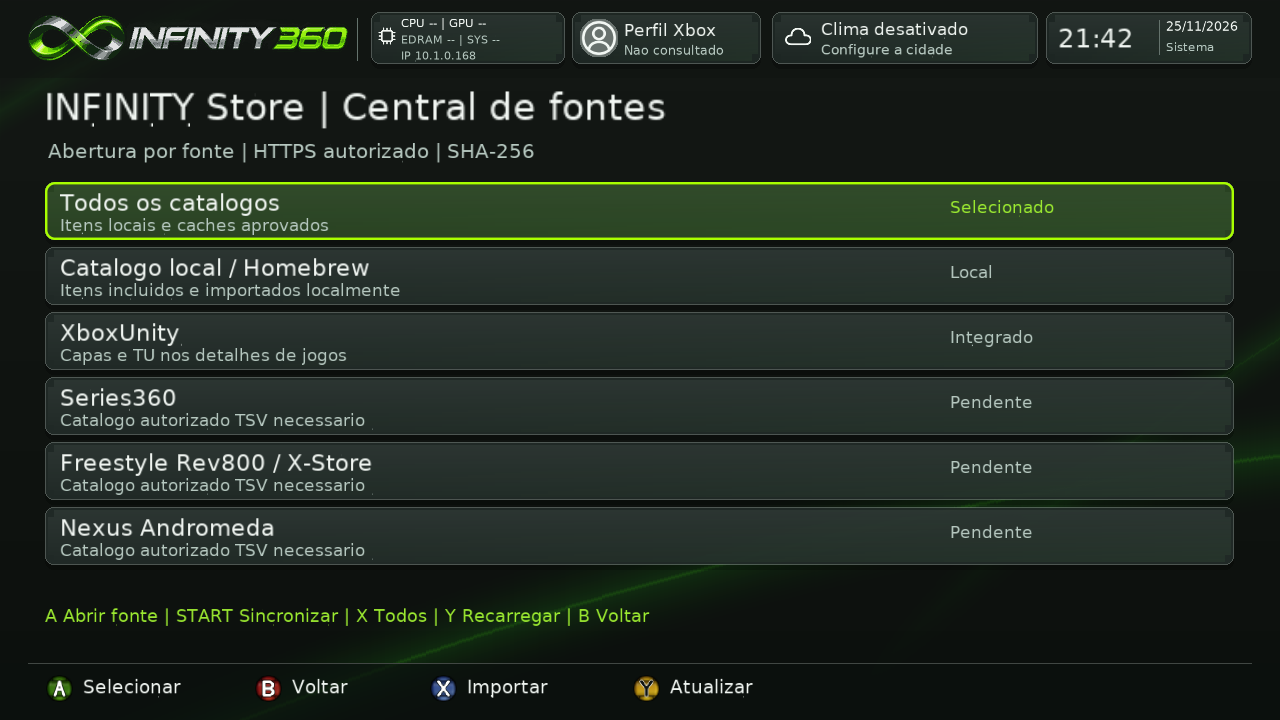 INFINITY 360
CPU -- | GPU --
EDRAM -- | SYS --
IP 10.1.0.168
Perfil Xbox
Nao consultado
Clima desativado
Configure a cidade
21:42
25/11/2026
Sistema
INFINITY Store | Central de fontes
Abertura por fonte | HTTPS autorizado | SHA-256
Todos os catalogos
Itens locais e caches aprovados
Selecionado
Catalogo local / Homebrew
Itens incluidos e importados localmente
Local
XboxUnity
Capas e TU nos detalhes de jogos
Integrado
Series360
Catalogo autorizado TSV necessario
Pendente
Freestyle Rev800 / X-Store
Catalogo autorizado TSV necessario
Pendente
Nexus Andromeda
Catalogo autorizado TSV necessario
Pendente
A Abrir fonte | START Sincronizar | X Todos | Y Recarregar | B Voltar
A Selecionar
B Voltar
X Importar
Y Atualizar